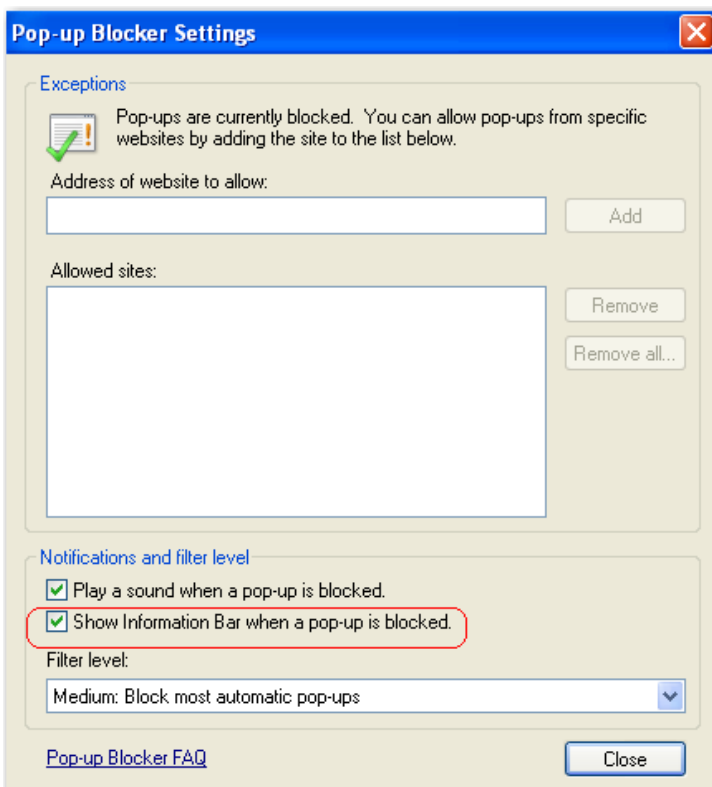 Pop-up Blocker Settings
Exceptions
Pop-ups are currently blocked. You can allow pop-ups from specific
websites by adding the site to the list below.
Address of website to allow:
Add
Allowed sites:
Remove
Remove all...
Notifications and filter level
Play a sound when a pop-up is blocked.
Show Information Bar when a pop-up is blocked.
Filter level:
Medium: Block most automatic pop-ups
Pop-up Blocker FAQ
Close